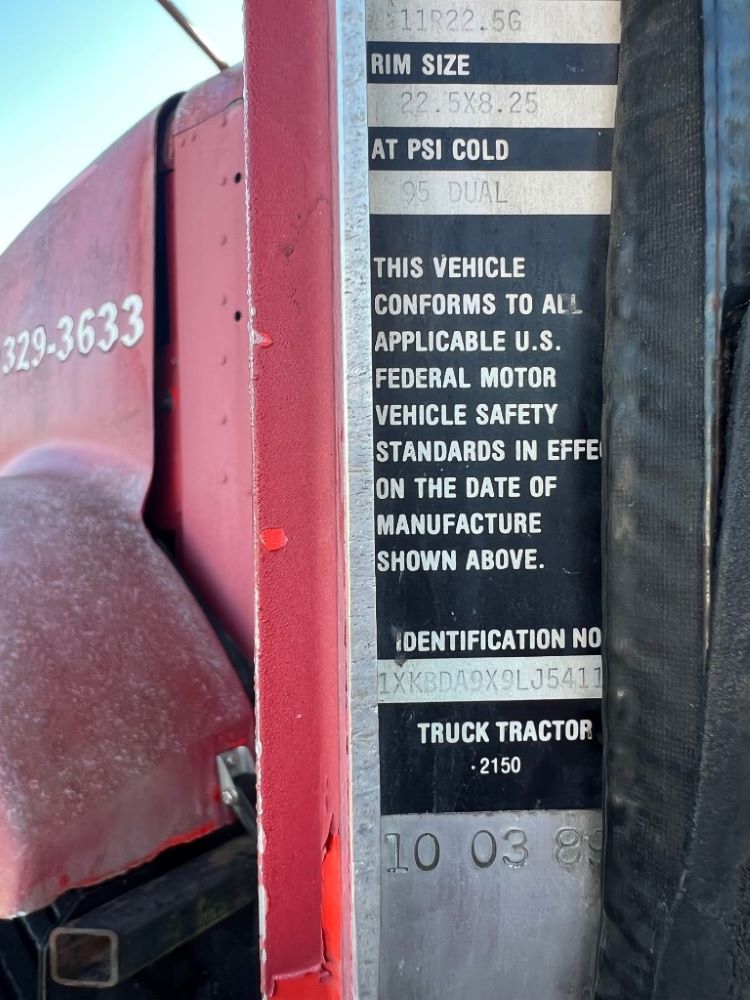 11R22.5G
RIM SIZE
22.5X8.25
AT PSI COLD
95 DUAL
THIS VEHICLE
CONFORMS TO ALL
APPLICABLE U.S.
FEDERAL MOTOR
VEHICLE SAFETY
STANDARDS IN EFFE
ON THE DATE OF
MANUFACTURE
SHOWN ABOVE.
IDENTIFICATION NO
1XKBDA9X9LJ5411
TRUCK TRACTOR
·2150
10 03 89
329-3633